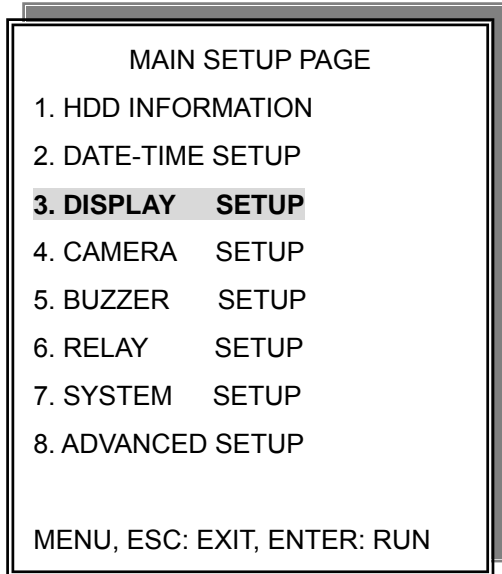 MAIN SETUP PAGE
1. HDD INFORMATION
2. DATE-TIME SETUP
3. DISPLAY SETUP
4. CAMERA SETUP
5. BUZZER SETUP
6. RELAY SETUP
7. SYSTEM SETUP
8. ADVANCED SETUP
MENU, ESC: EXIT, ENTER: RUN